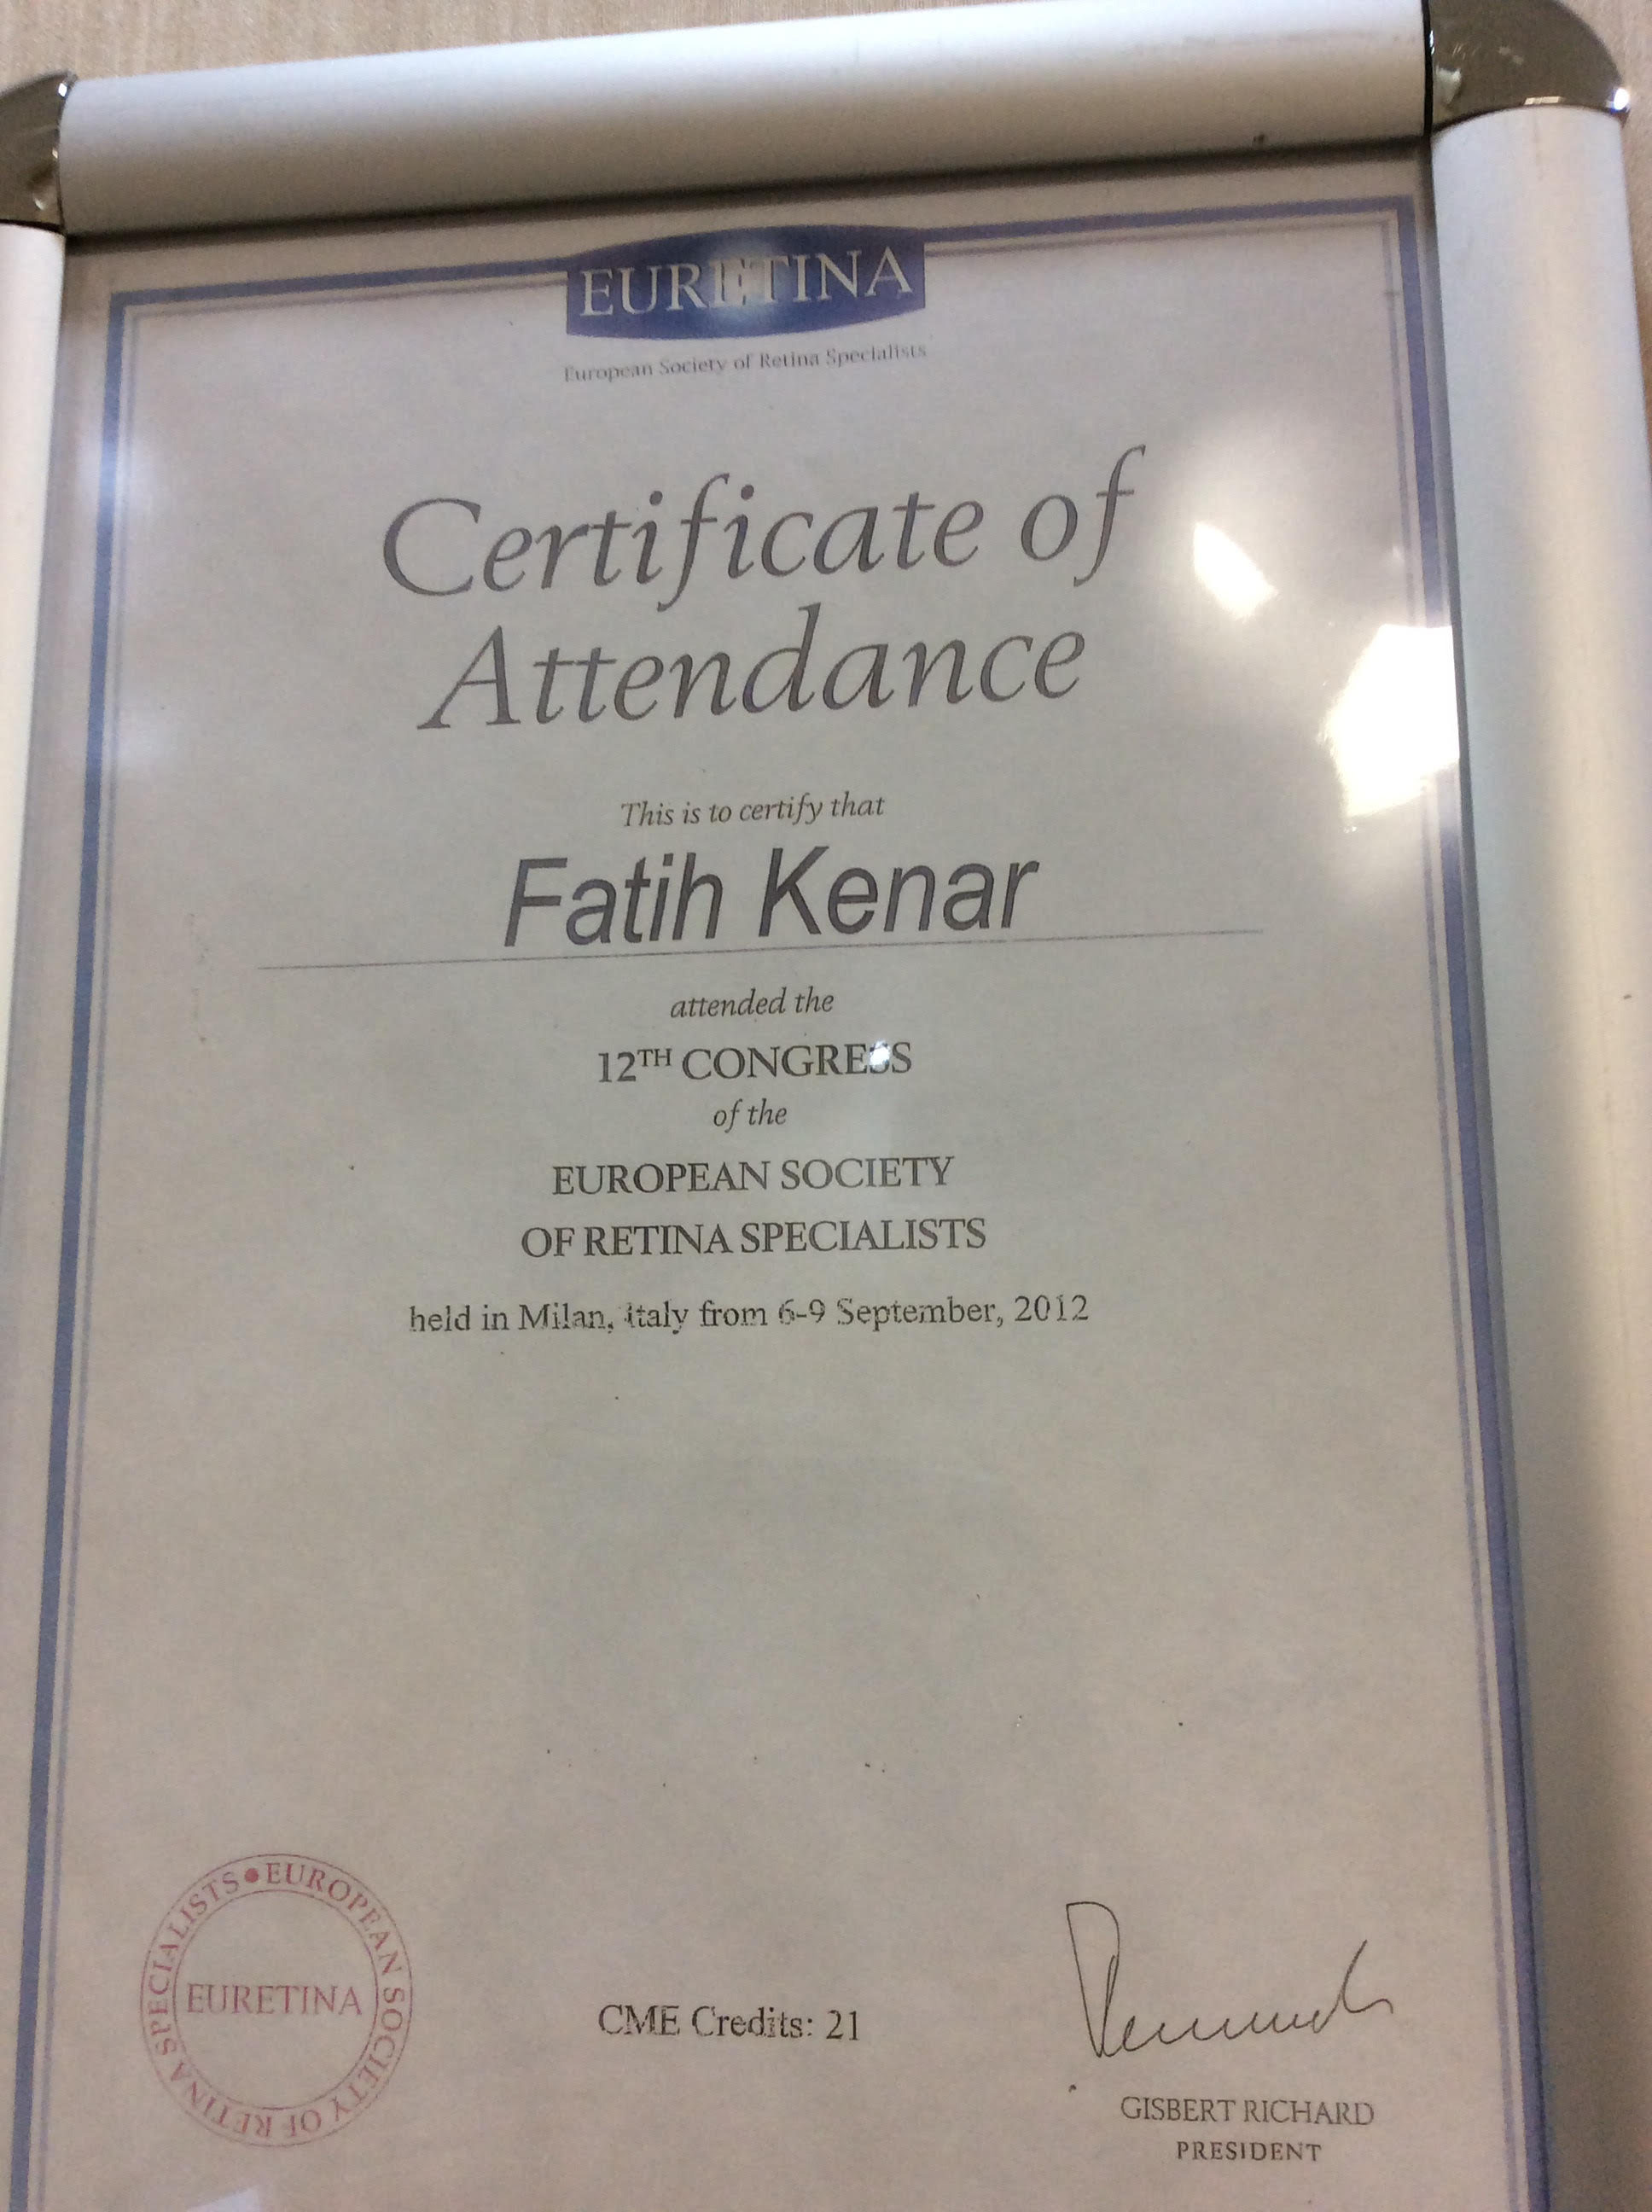 EURETINA
European Society of Retina Specialists
Certificate of
Attendance
This is to certify that
Fatih Kenar
attended the
12TH CONGRESS
of the
EUROPEAN SOCIETY
OF RETINA SPECIALISTS
held in Milan, Italy from 6-9 September, 2012
EUROPEAN SOCIETY OF RETINA SPECIALISTS
EURETINA
CME Credits: 21
GISBERT RICHARD
PRESIDENT